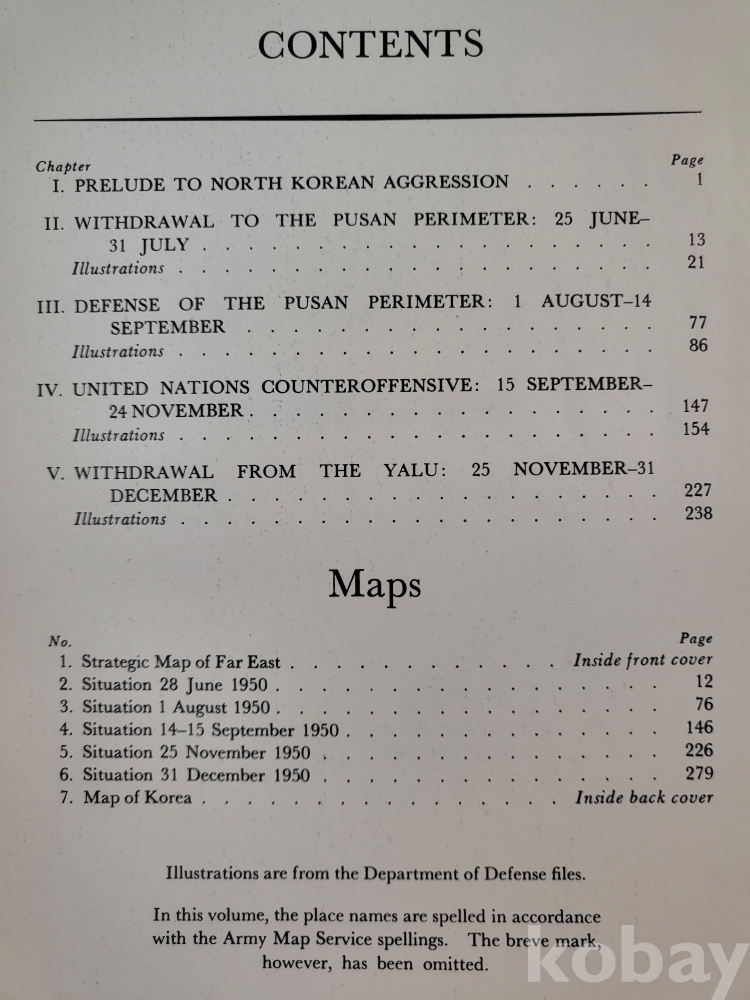 CONTENTS
Chapter Page
I. PRELUDE TO NORTH KOREAN AGGRESSION . . . . . . 1
II. WITHDRAWAL TO THE PUSAN PERIMETER: 25 JUNE–
31 JULY . . . . . . . . . . . . . . . . . . . 13
Illustrations . . . . . . . . . . . . . . . . . . . . 21
III. DEFENSE OF THE PUSAN PERIMETER: 1 AUGUST–14
SEPTEMBER . . . . . . . . . . . . . . . . . . 77
Illustrations . . . . . . . . . . . . . . . . . . . . 86
IV. UNITED NATIONS COUNTEROFFENSIVE: 15 SEPTEMBER–
24 NOVEMBER . . . . . . . . . . . . . . . . . . 147
Illustrations . . . . . . . . . . . . . . . . . . . . 154
V. WITHDRAWAL FROM THE YALU: 25 NOVEMBER–31
DECEMBER . . . . . . . . . . . . . . . . . . . 227
Illustrations . . . . . . . . . . . . . . . . . . . . 238
Maps
No. Page
1. Strategic Map of Far East . . . . . . . . . . . . Inside front cover
2. Situation 28 June 1950 . . . . . . . . . . . . . . . . . 12
3. Situation 1 August 1950 . . . . . . . . . . . . . . . . . 76
4. Situation 14–15 September 1950 . . . . . . . . . . . . . . 146
5. Situation 25 November 1950 . . . . . . . . . . . . . . . 226
6. Situation 31 December 1950 . . . . . . . . . . . . . . . 279
7. Map of Korea . . . . . . . . . . . . . . . . Inside back cover
Illustrations are from the Department of Defense files.
In this volume, the place names are spelled in accordance
with the Army Map Service spellings. The breve mark,
however, has been omitted.
kobay